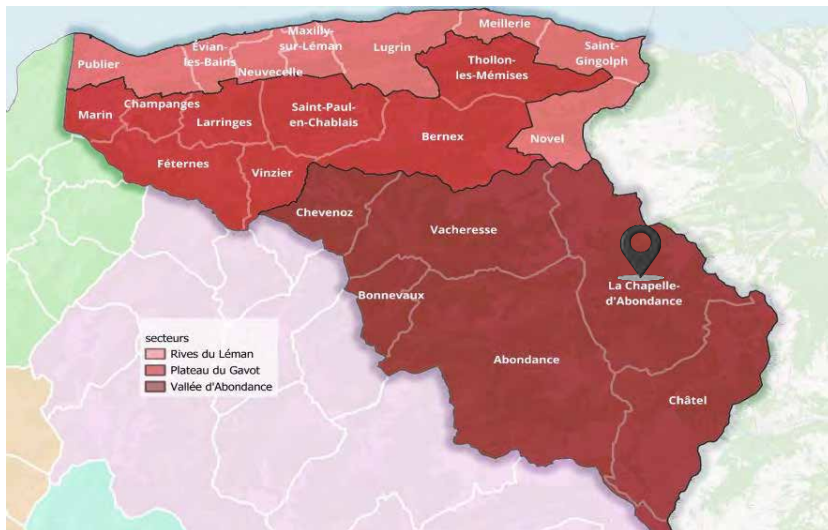 Meillerie
Maxilly-
sur-Léman
Évian-
les-Bains
Lugrin
Saint-
Gingolph
Publier
Neuvecelle
Thollon-
les-Mémises
Champanges
Marin
Larringes
Saint-Paul-
en-Chablais
Bernex
Novel
Féternes
Vinzier
Chevenoz
Vacheresse
La Chapelle-
d'Abondance
Bonnevaux
Abondance
Châtel
secteurs
Rives du Léman
Plateau du Gavot
Vallée d'Abondance